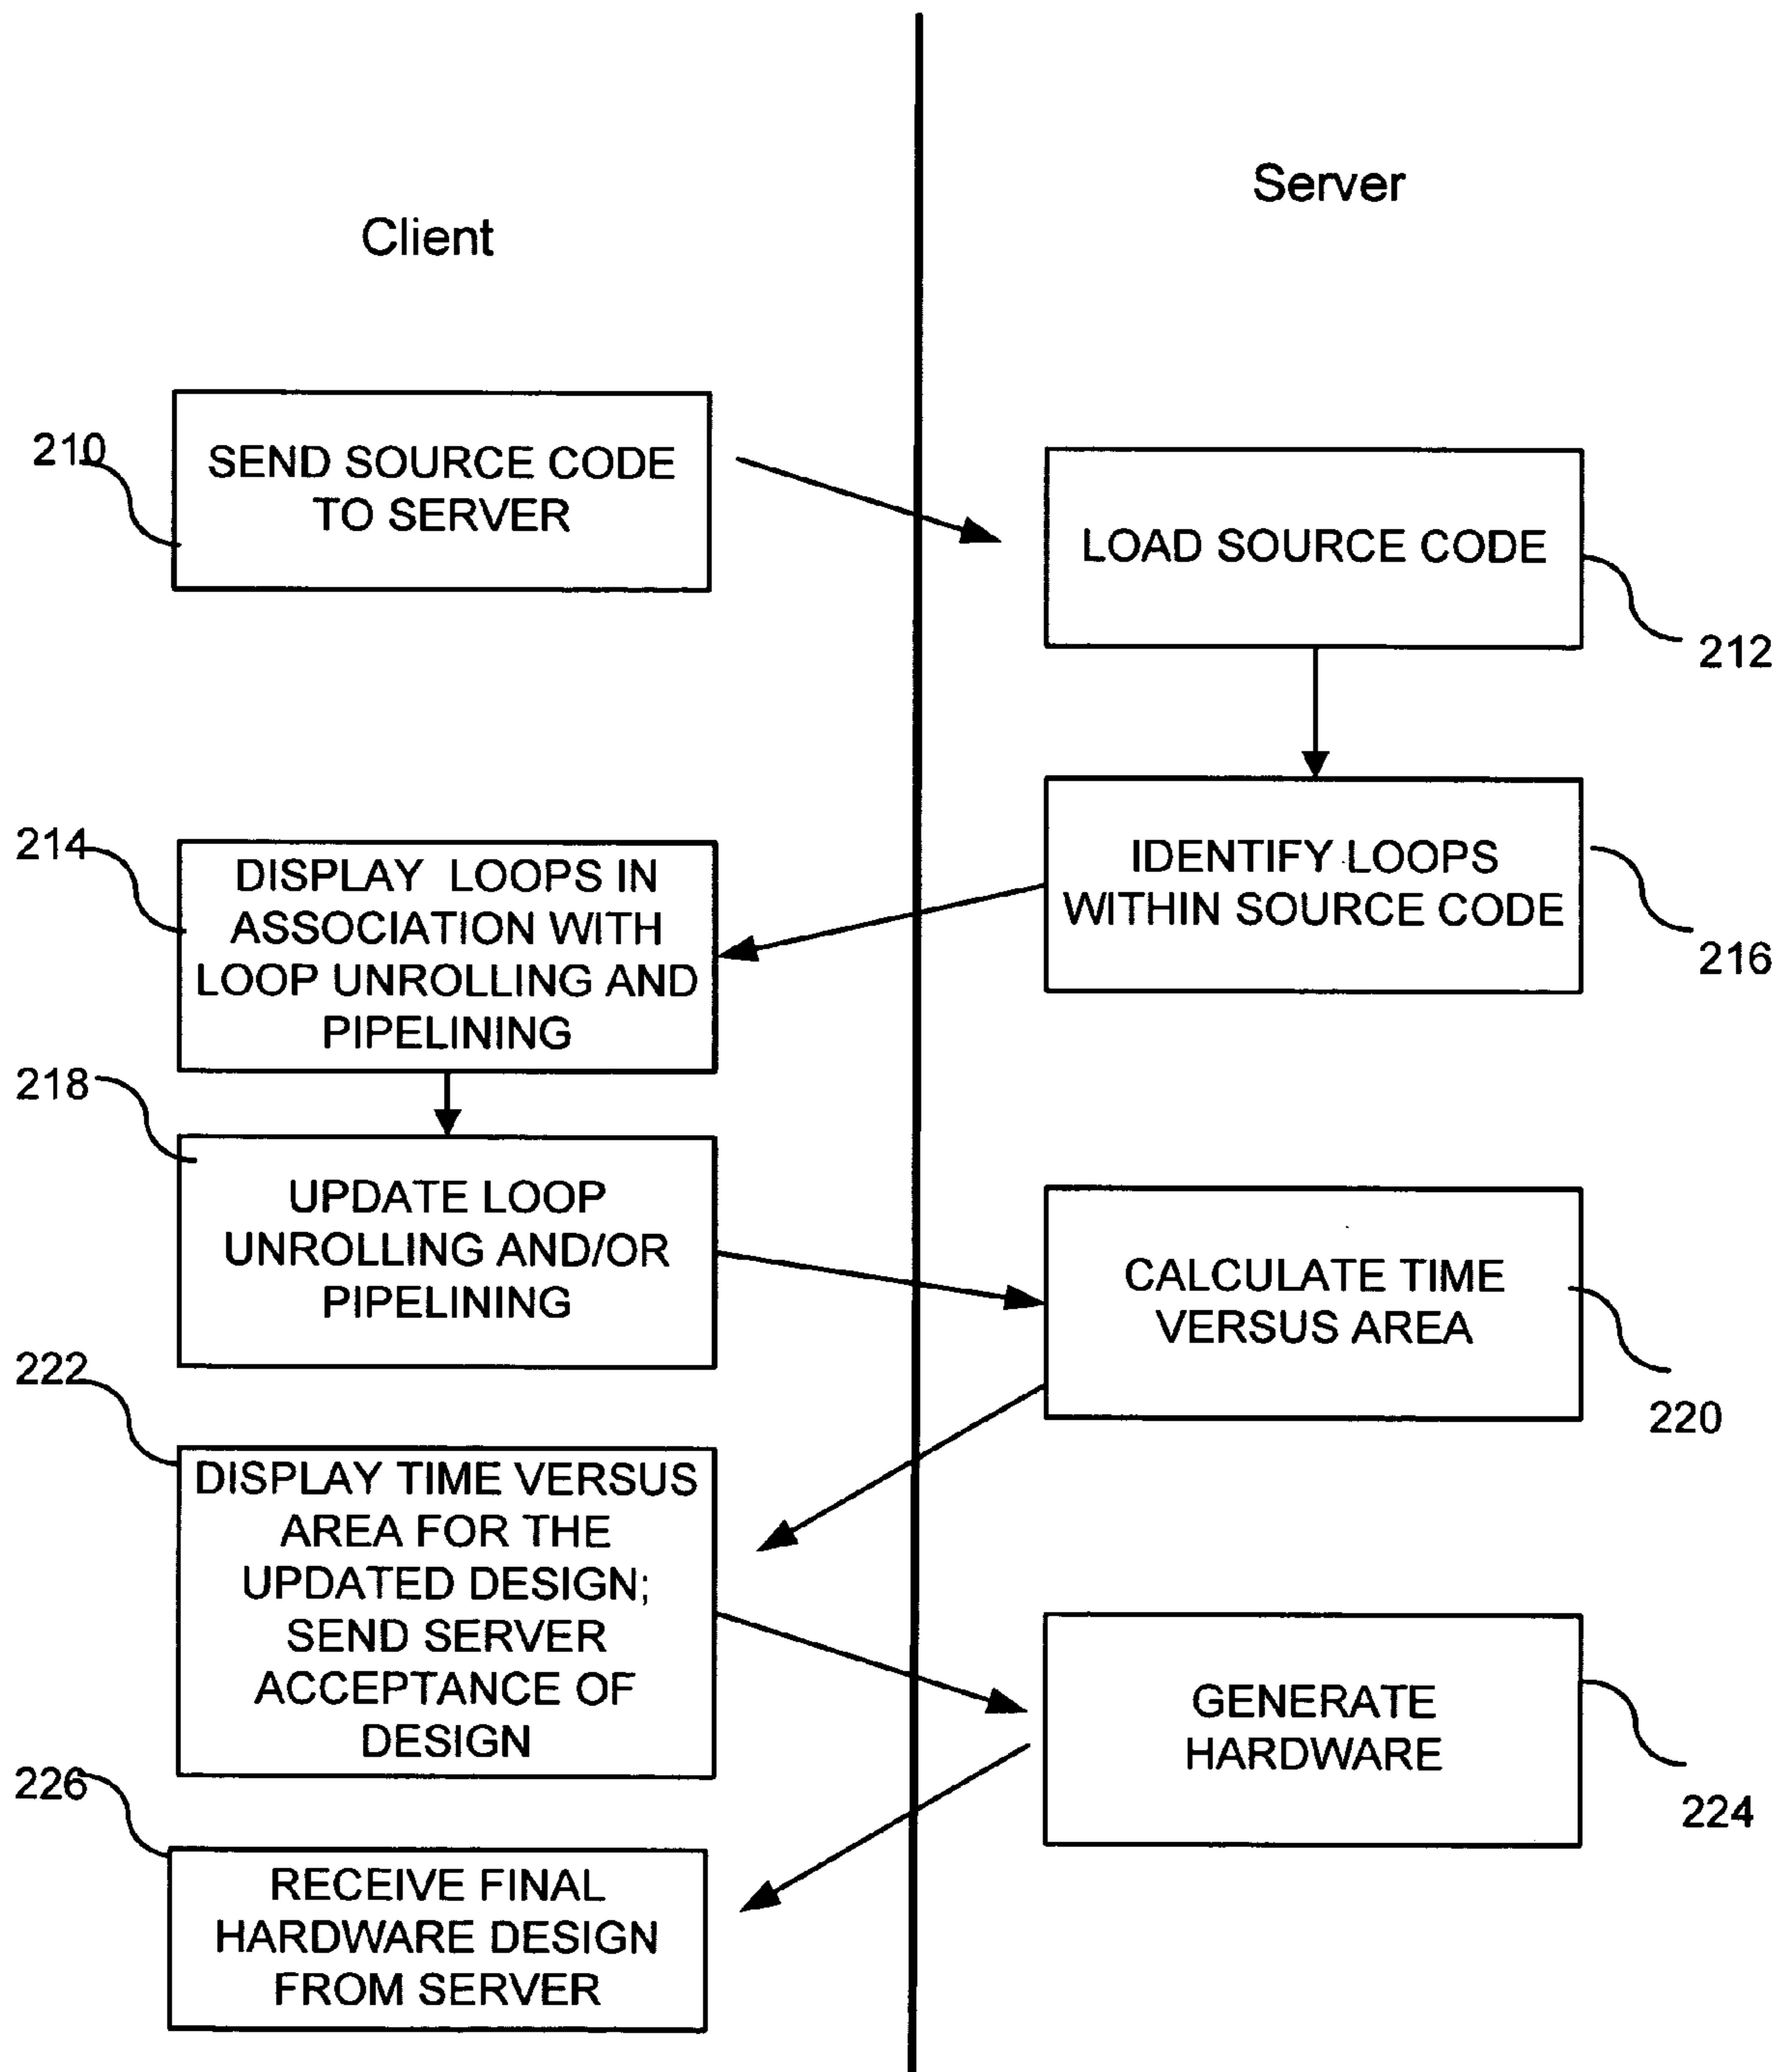 Server
Client
210
SEND SOURCE CODE
TO SERVER
LOAD SOURCE CODE
212
214
DISPLAY LOOPS IN
ASSOCIATION WITH
LOOP UNROLLING AND
PIPELINING
IDENTIFY LOOPS
WITHIN SOURCE CODE
216
218
UPDATE LOOP
UNROLLING AND/OR
PIPELINING
CALCULATE TIME
VERSUS AREA
220
222
DISPLAY TIME VERSUS
AREA FOR THE
UPDATED DESIGN;
SEND SERVER
ACCEPTANCE OF
DESIGN
GENERATE
HARDWARE
224
226
RECEIVE FINAL
HARDWARE DESIGN
FROM SERVER